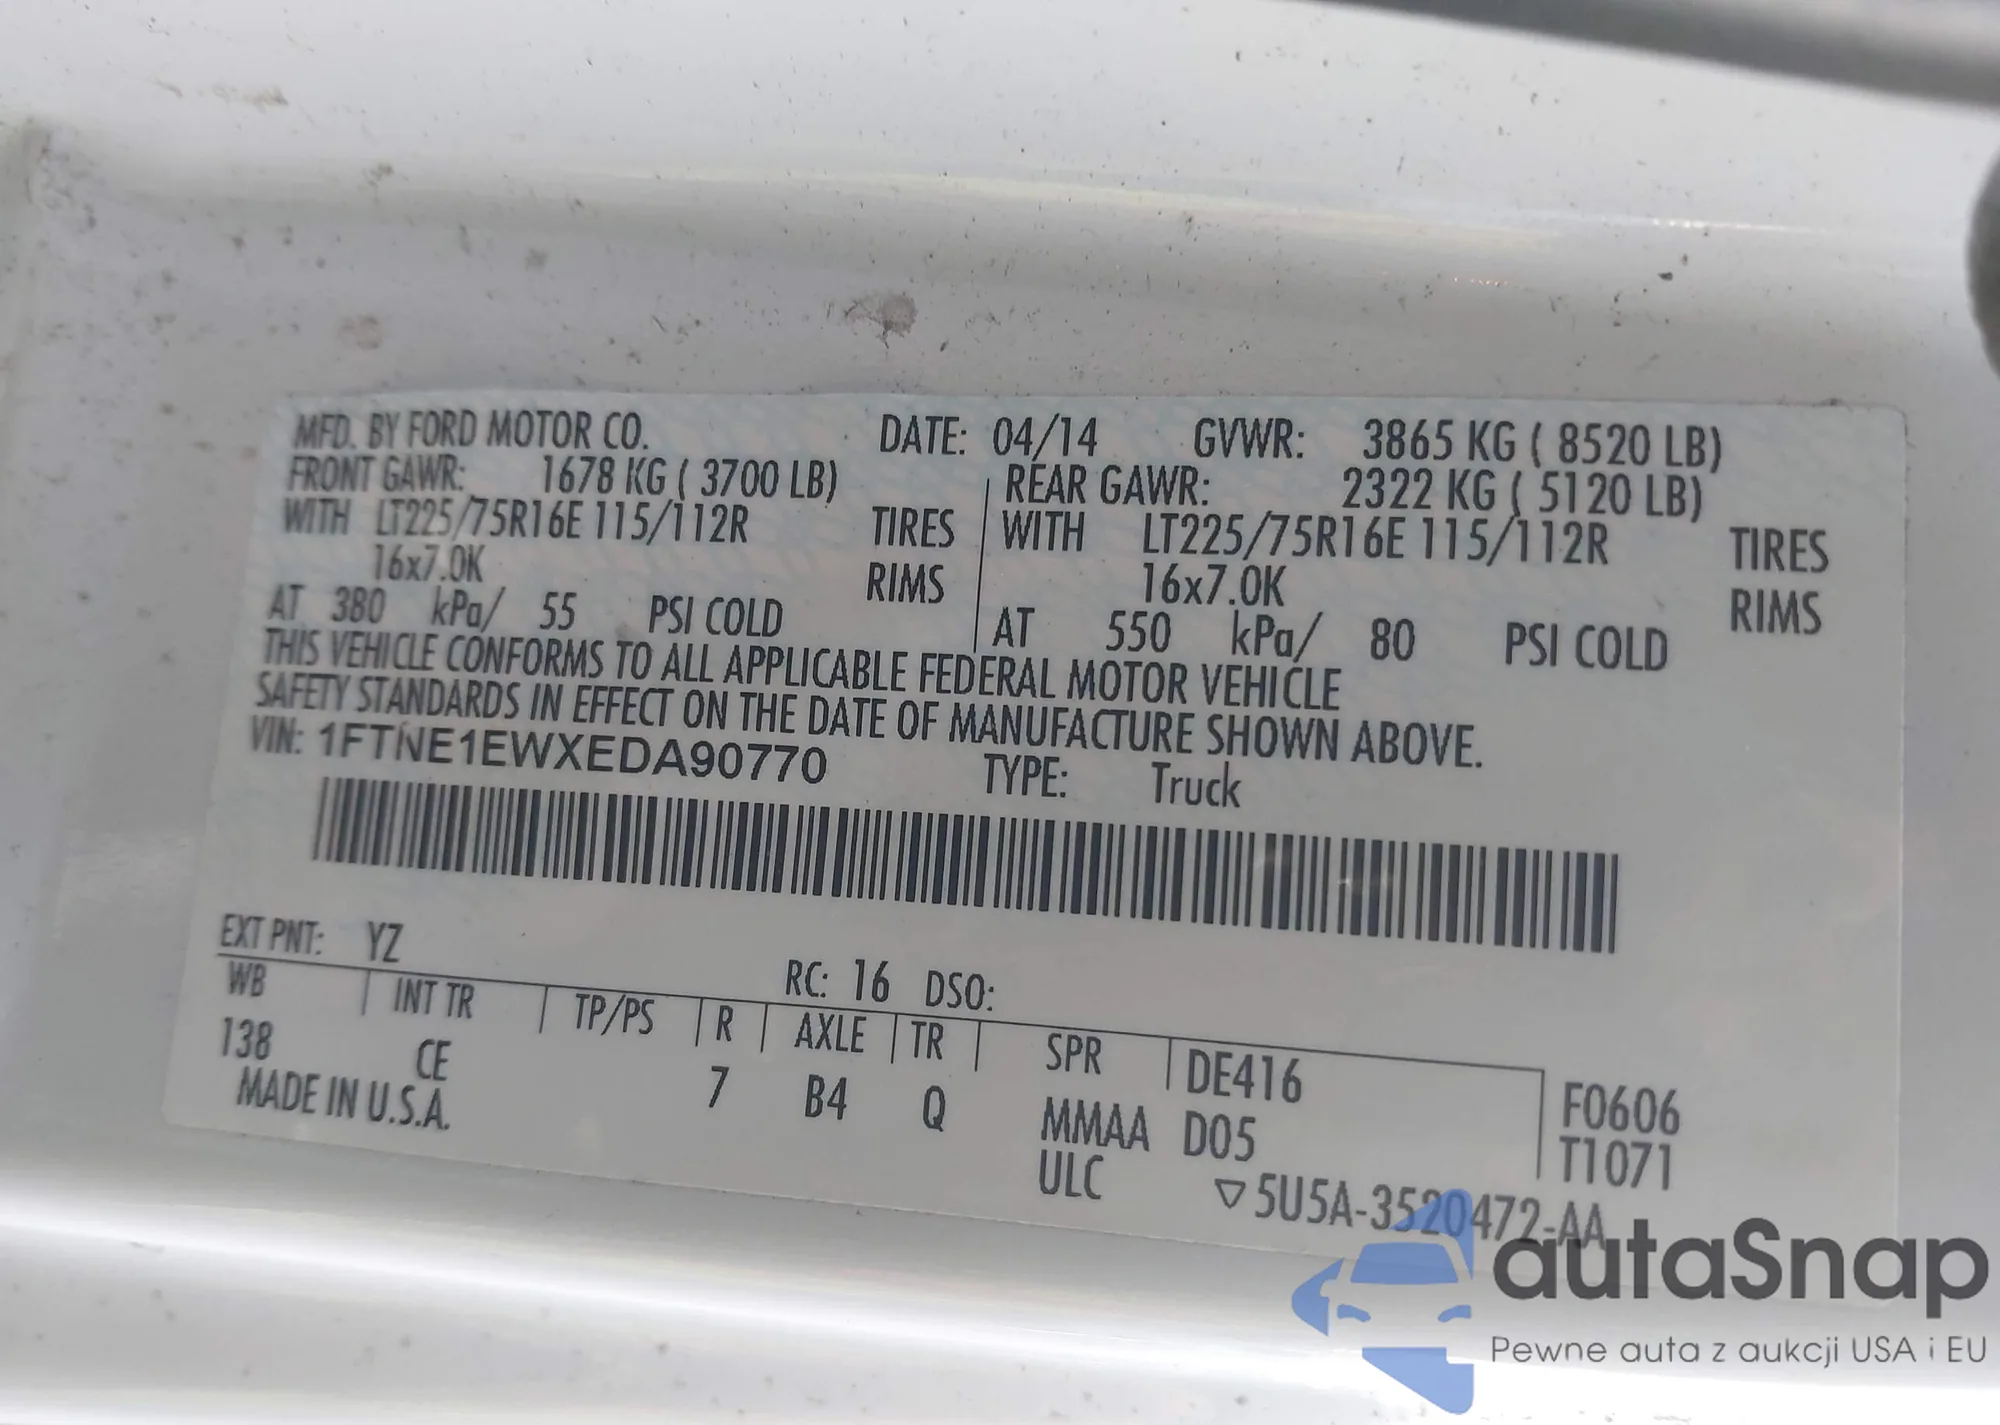 MFD. BY FORD MOTOR CO. DATE: 04/14 GVWR: 3865 KG ( 8520 LB)
FRONT GAWR: 1678 KG ( 3700 LB) REAR GAWR: 2322 KG ( 5120 LB)
WITH LT225/75R16E 115/112R TIRES WITH LT225/75R16E 115/112R TIRES
16x7.0K RIMS 16x7.0K RIMS
AT 380 kPa/ 55 PSI COLD AT 550 kPa/ 80 PSI COLD
THIS VEHICLE CONFORMS TO ALL APPLICABLE FEDERAL MOTOR VEHICLE
SAFETY STANDARDS IN EFFECT ON THE DATE OF MANUFACTURE SHOWN ABOVE.
VIN: 1FTNE1EWXEDA90770 TYPE: Truck
EXT PNT: YZ RC: 16 DSO:
WB INT TR TP/PS R AXLE TR SPR DE416 F0606
138 CE 7 B4 Q MMAA D05 T1071
MADE IN U.S.A. ULC ▽5U5A-3520472-AA
autaSnap
Pewne auta z aukcji USA i EU